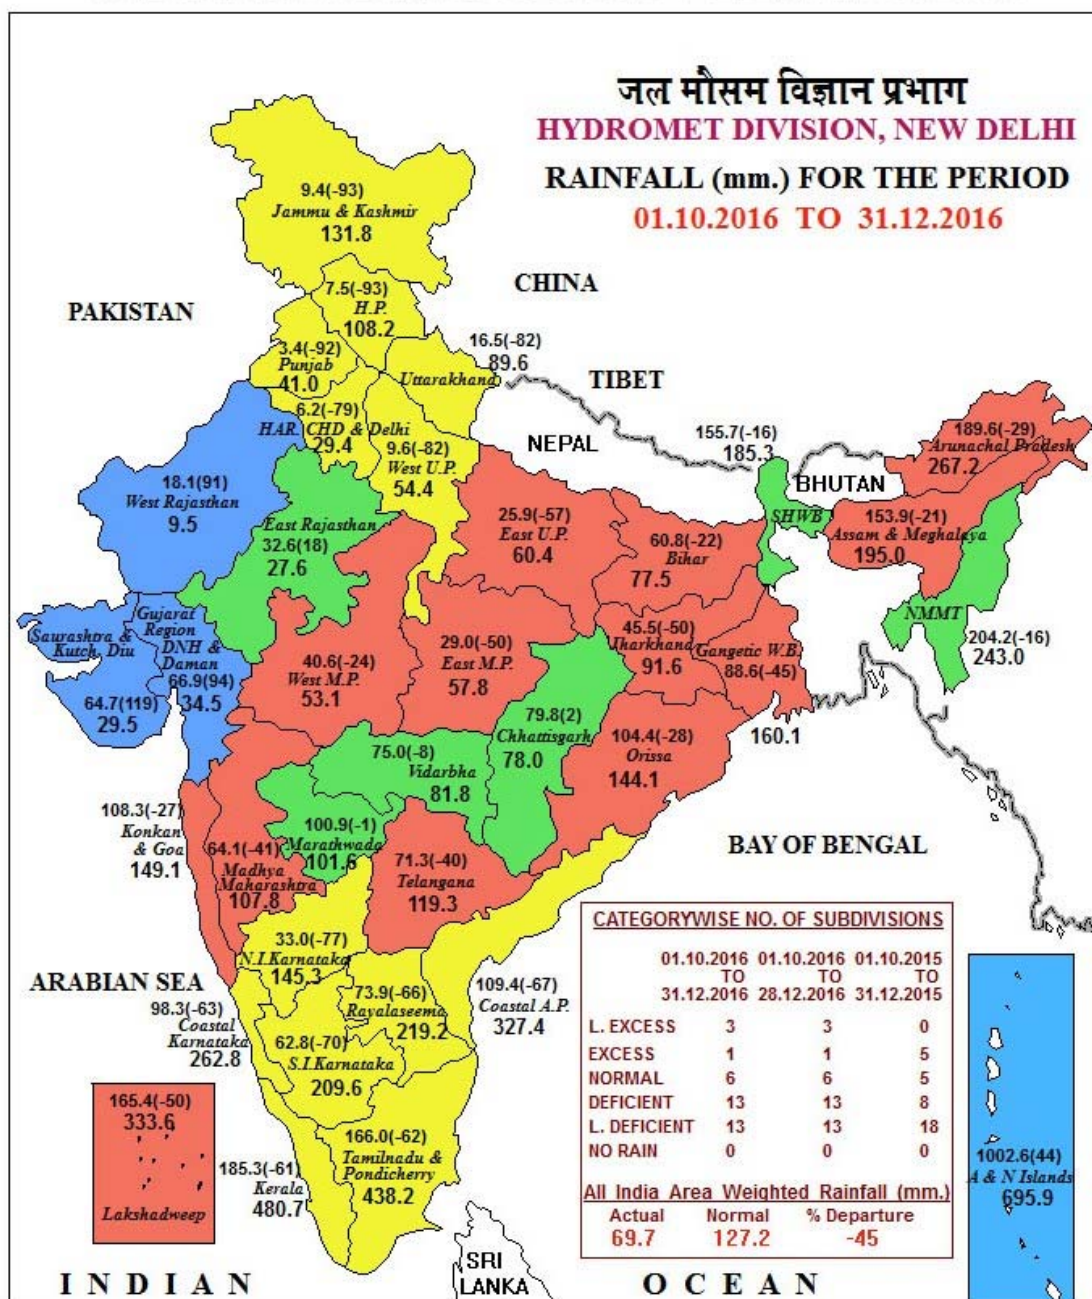 जल मौसम विज्ञान प्रभाग
HYDROMET DIVISION, NEW DELHI
RAINFALL (mm.) FOR THE PERIOD
01.10.2016 TO 31.12.2016
9.4(-93)
Jammu & Kashmir
131.8
CHINA
PAKISTAN
7.5(-93)
H.P.
108.2
3.4(-92)
Punjab
41.0
16.5(-82)
89.6
Uttarakhand
TIBET
6.2(-79)
HAR. CHD & Delhi
29.4
9.6(-82)
West U.P.
54.4
NEPAL
155.7(-16)
185.3
SHWB
BHUTAN
189.6(-29)
Arunachal Pradesh
267.2
18.1(91)
West Rajasthan
9.5
East Rajasthan
32.6(18)
27.6
25.9(-57)
East U.P.
60.4
60.8(-22)
Bihar
77.5
153.9(-21)
Assam & Meghalaya
195.0
NMMT
204.2(-16)
243.0
Saurashtra &
Kutch, Diu
64.7(119)
29.5
Gujarat
Region
DNH &
Daman
66.9(94)
34.5
40.6(-24)
West M.P.
53.1
29.0(-50)
East M.P.
57.8
45.5(-50)
Jharkhand
91.6
Gangetic W.B.
88.6(-45)
160.1
79.8(2)
Chhattisgarh
78.0
104.4(-28)
Orissa
144.1
75.0(-8)
Vidarbha
81.8
108.3(-27)
Konkan
& Goa
149.1
64.1(-41)
Madhya
Maharashtra
107.8
100.9(-1)
Marathwada
101.6
71.3(-40)
Telangana
119.3
BAY OF BENGAL
ARABIAN SEA
33.0(-77)
N.I.Karnataka
145.3
73.9(-66)
Rayalaseema
219.2
109.4(-67)
Coastal A.P.
327.4
98.3(-63)
Coastal
Karnataka
262.8
62.8(-70)
S.I.Karnataka
209.6
165.4(-50)
333.6
Lakshadweep
185.3(-61)
Kerala
480.7
166.0(-62)
Tamilnadu &
Pondicherry
438.2
CATEGORYWISE NO. OF SUBDIVISIONS
01.10.2016 01.10.2016 01.10.2015
TO TO TO
31.12.2016 28.12.2016 31.12.2015
L. EXCESS 3 3 0
EXCESS 1 1 5
NORMAL 6 6 5
DEFICIENT 13 13 8
L. DEFICIENT 13 13 18
NO RAIN 0 0 0
All India Area Weighted Rainfall (mm.)
Actual Normal % Departure
69.7 127.2 -45
1002.6(44)
A & N Islands
695.9
SRI
LANKA
INDIAN OCEAN